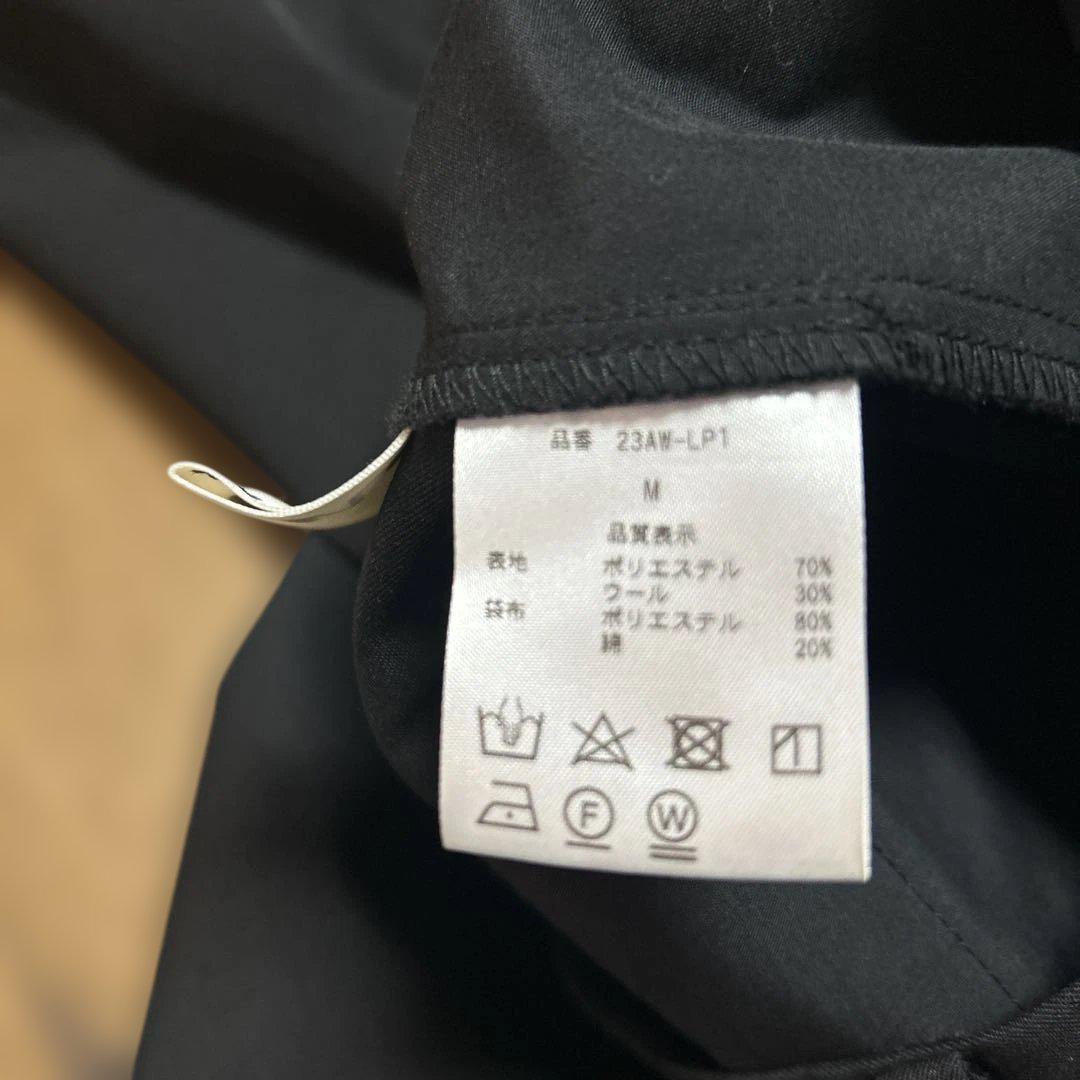 品番 23AW-LP1
M
品質表示
表地 ポリエステル 70%
ウール 30%
袋布 ポリエステル 80%
綿 20%
F W